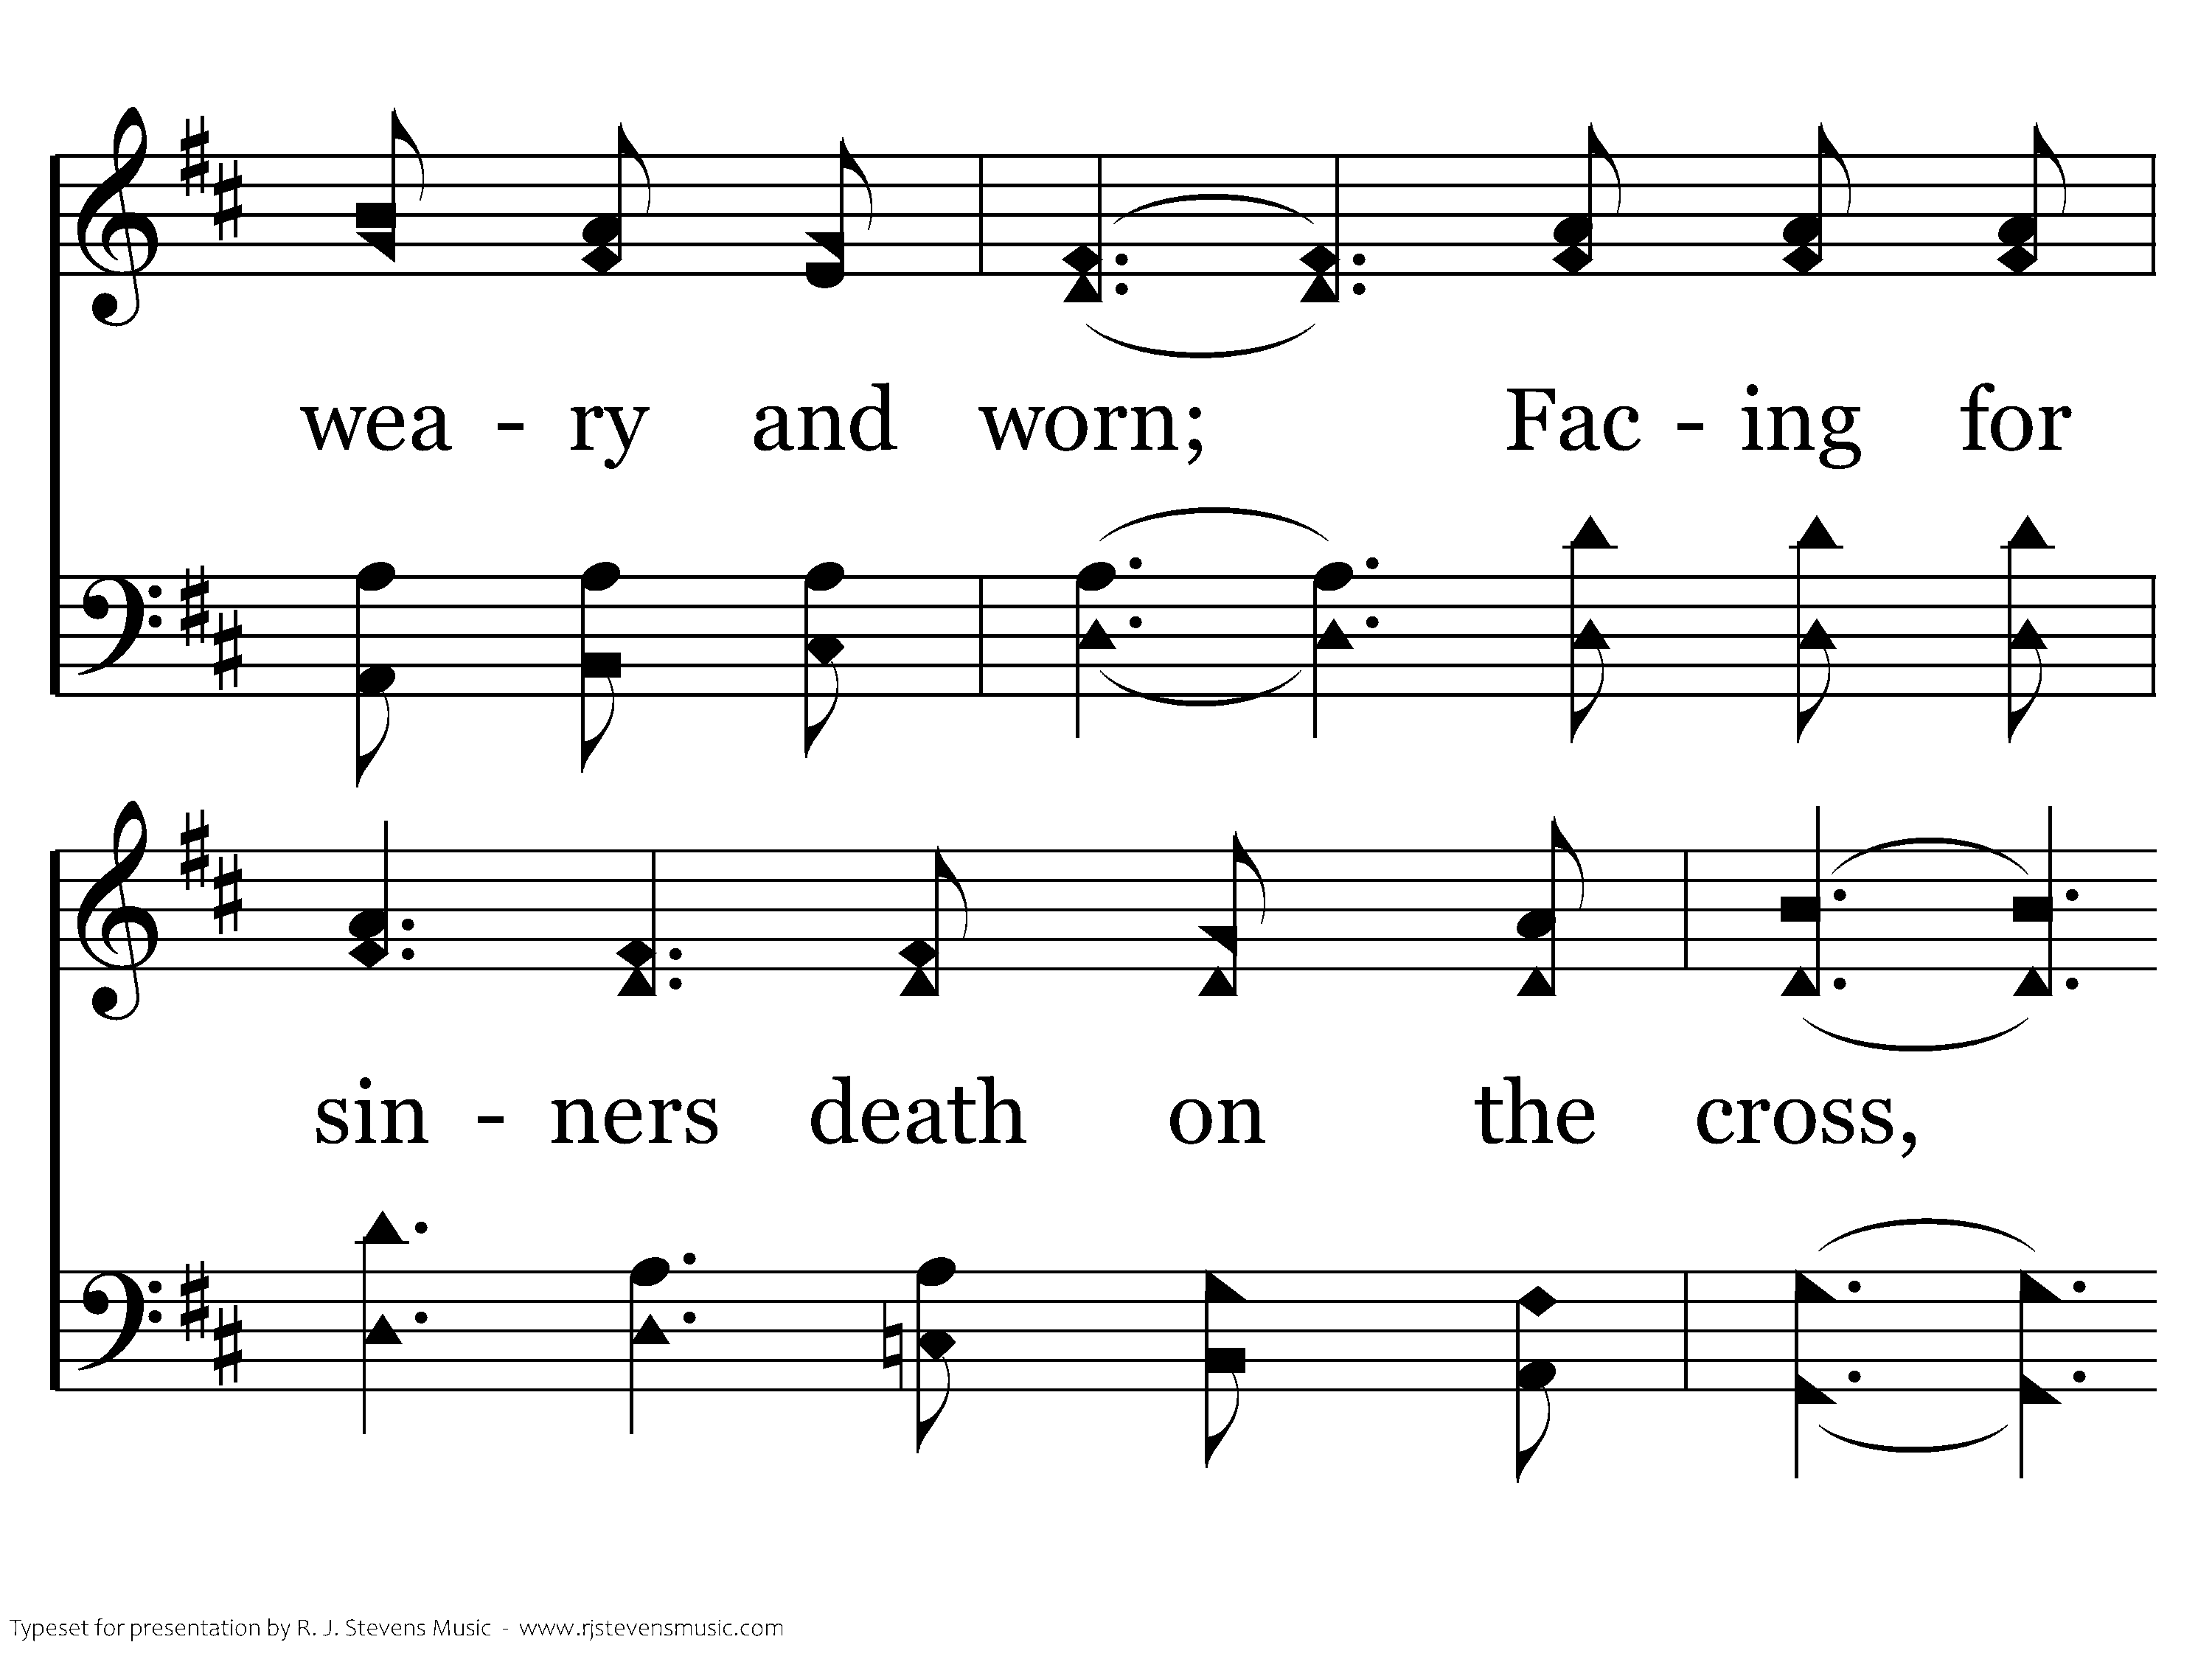 wea - ry and worn; Fac - ing for
sin - ners death on the cross,
Typeset for presentation by R. J. Stevens Music - www.rjstevensmusic.com